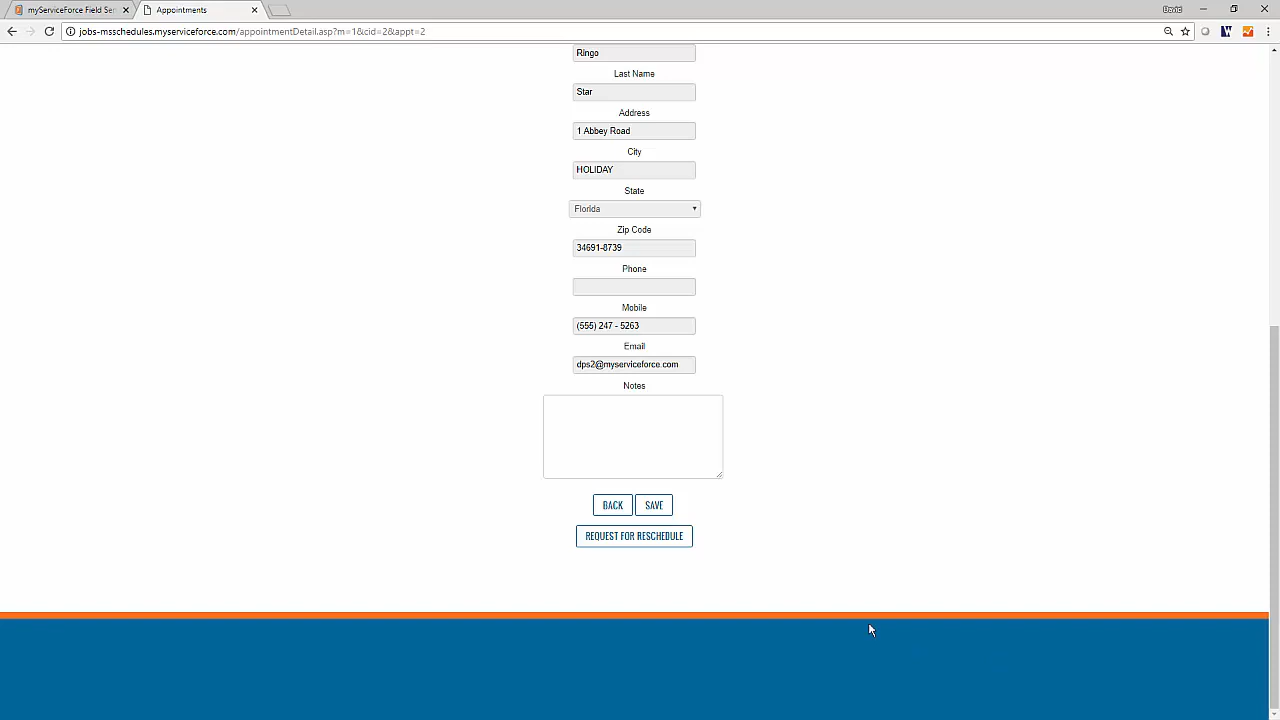 myServiceForce Field Ser
Appointments
David
jobs-msschedules.myserviceforce.com/appointmentDetail.asp?m=1&cid=2&appt=2
Ringo
Last Name
Star
Address
1 Abbey Road
City
HOLIDAY
State
Florida
Zip Code
34691-8739
Phone
Mobile
(555) 247 - 5263
Email
dps2@myserviceforce.com
Notes
BACK SAVE
REQUEST FOR RESCHEDULE